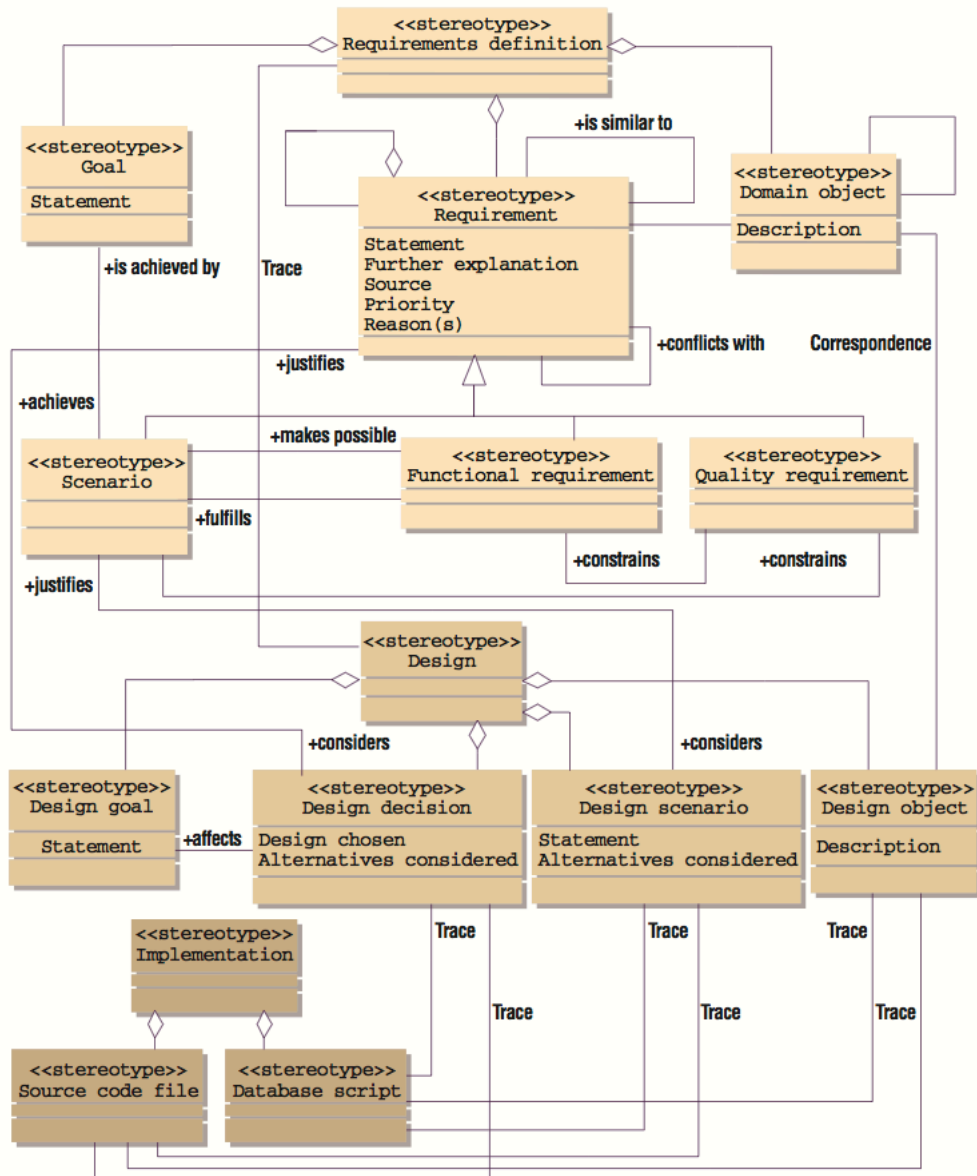 <<stereotype>>
Requirements definition
+is similar to
<<stereotype>>
Goal
Statement
<<stereotype>>
Requirement
Statement
Further explanation
Source
Priority
Reason(s)
<<stereotype>>
Domain object
Description
+is achieved by
Trace
+justifies
+conflicts with
Correspondence
+achieves
+makes possible
<<stereotype>>
Scenario
<<stereotype>>
Functional requirement
<<stereotype>>
Quality requirement
+fulfills
+justifies
+constrains
+constrains
<<stereotype>>
Design
+considers
+considers
<<stereotype>>
Design goal
Statement
+affects
<<stereotype>>
Design decision
Design chosen
Alternatives considered
<<stereotype>>
Design scenario
Statement
Alternatives considered
<<stereotype>>
Design object
Description
Trace
Trace
Trace
<<stereotype>>
Implementation
Trace
Trace
Trace
<<stereotype>>
Source code file
<<stereotype>>
Database script